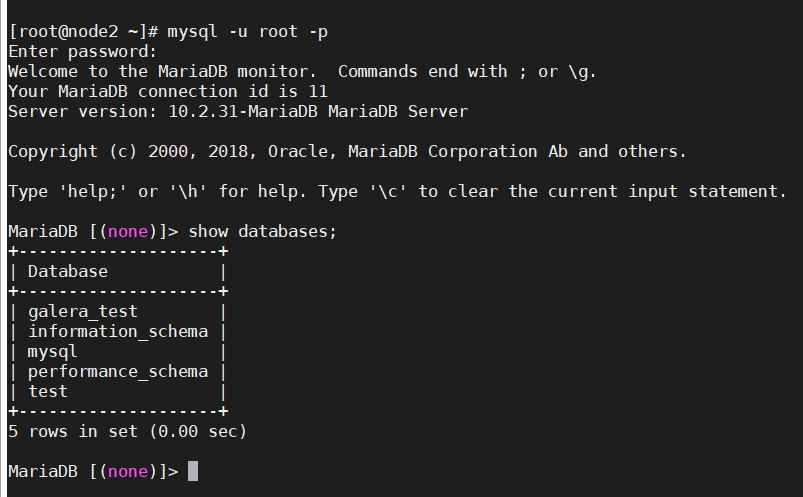 [root@node2 ~]# mysql -u root -p
Enter password:
Welcome to the MariaDB monitor.  Commands end with ; or \g.
Your MariaDB connection id is 11
Server version: 10.2.31-MariaDB MariaDB Server

Copyright (c) 2000, 2018, Oracle, MariaDB Corporation Ab and others.

Type 'help;' or '\h' for help. Type '\c' to clear the current input statement.

MariaDB [(none)]> show databases;
+--------------------+
| Database           |
+--------------------+
| galera_test        |
| information_schema |
| mysql              |
| performance_schema |
| test               |
+--------------------+
5 rows in set (0.00 sec)

MariaDB [(none)]>